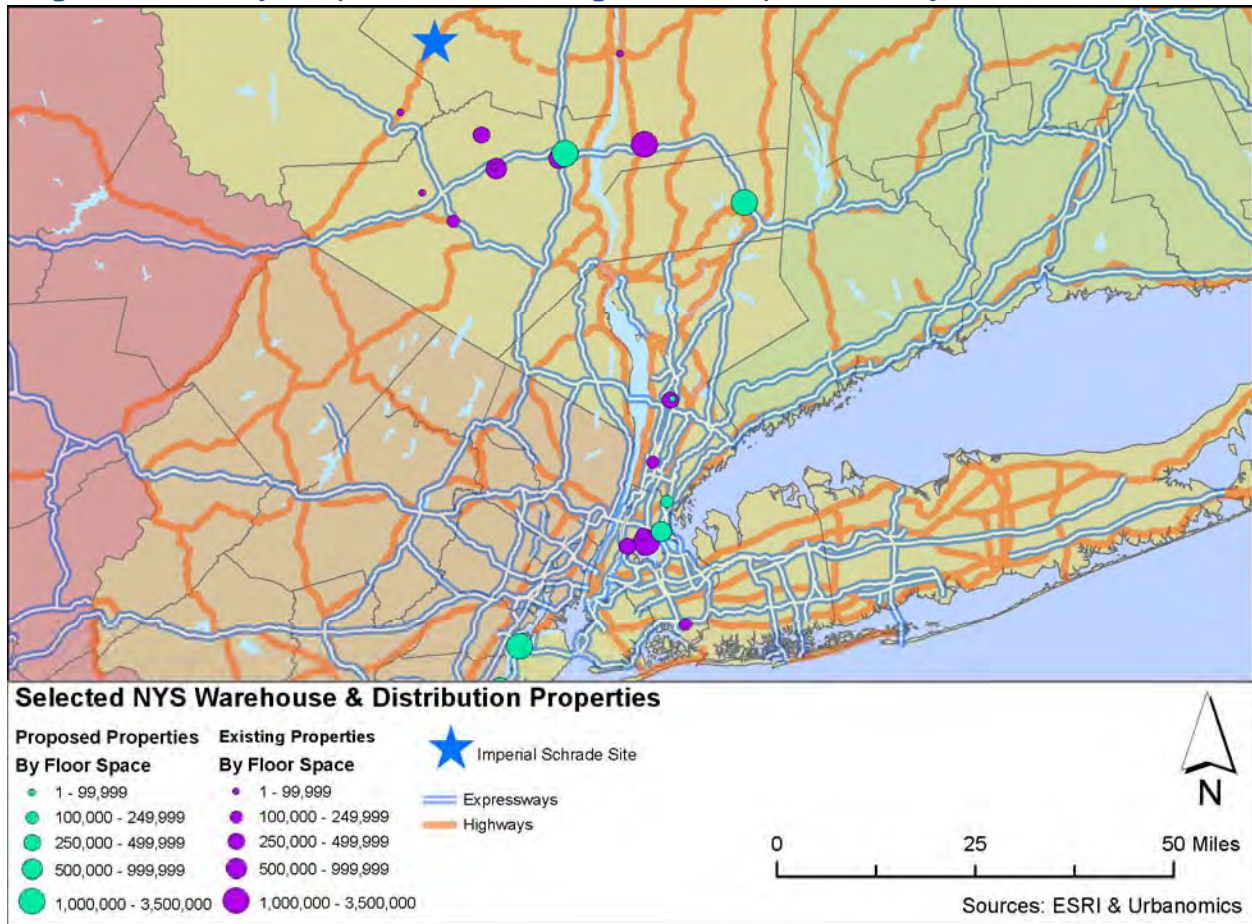 Selected NYS Warehouse & Distribution Properties
Proposed Properties
By Floor Space
1 - 99,999
100,000 - 249,999
250,000 - 499,999
500,000 - 999,999
1,000,000 - 3,500,000
Existing Properties
By Floor Space
1 - 99,999
100,000 - 249,999
250,000 - 499,999
500,000 - 999,999
1,000,000 - 3,500,000
Imperial Schrade Site
Expressways
Highways
N
0 25 50 Miles
Sources: ESRI & Urbanomics